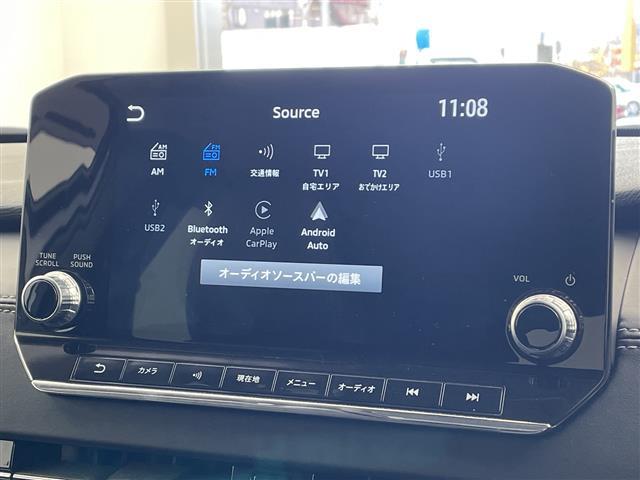 Source
11:08
AM
FM
交通情報
TV1
自宅エリア
TV2
おでかけエリア
USB1
USB2
Bluetooth
オーディオ
Apple
CarPlay
Android
Auto
オーディオソースバーの編集
TUNE
SCROLL
PUSH
SOUND
VOL
カメラ
現在地
メニュー
オーディオ